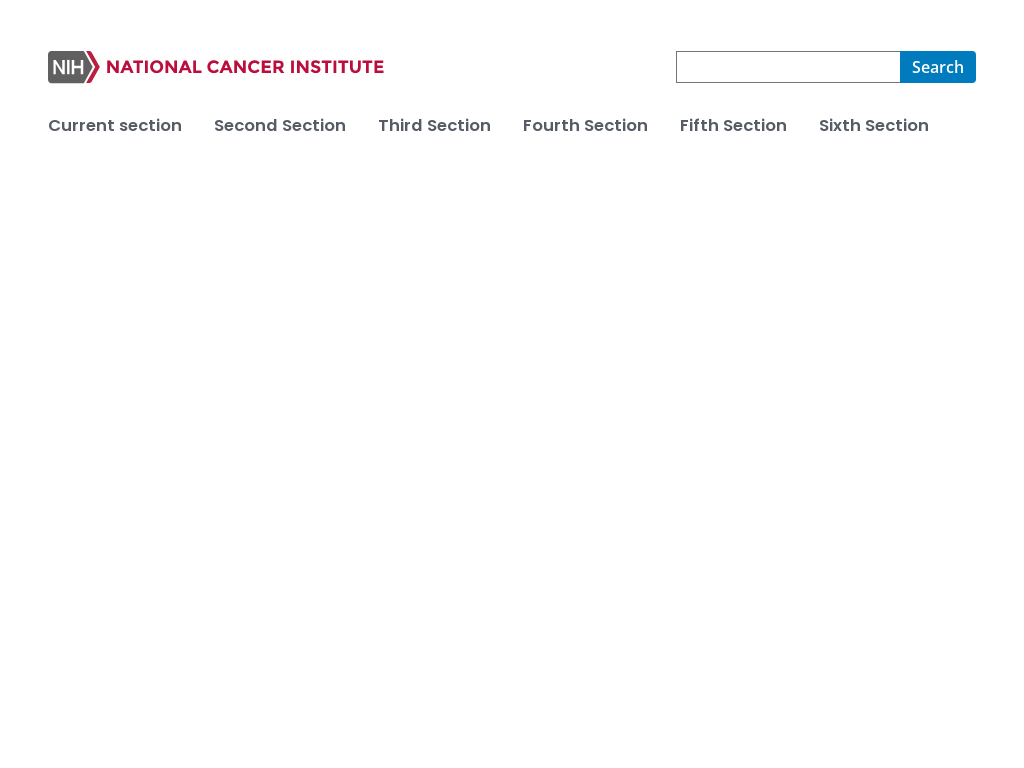 NIH NATIONAL CANCER INSTITUTE
Search
Current section Second Section Third Section Fourth Section Fifth Section Sixth Section